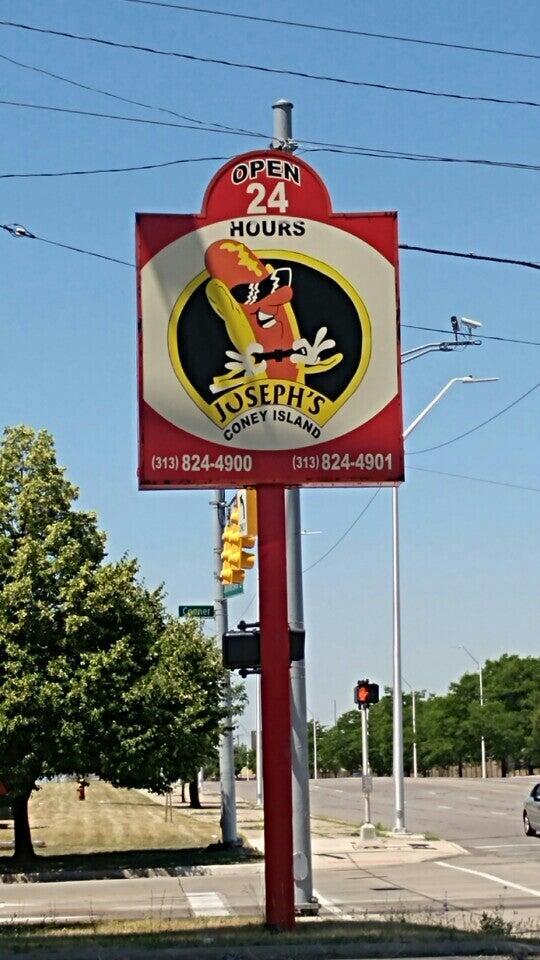 OPEN
24
HOURS
JOSEPH'S
CONEY ISLAND
(313) 824-4900 (313) 824-4901
Conner